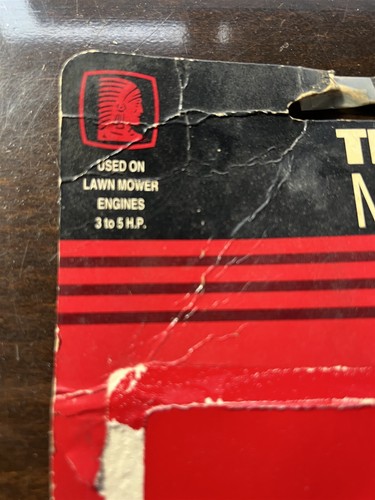 USED ON
LAWN MOWER
ENGINES
3 to 5 H.P.